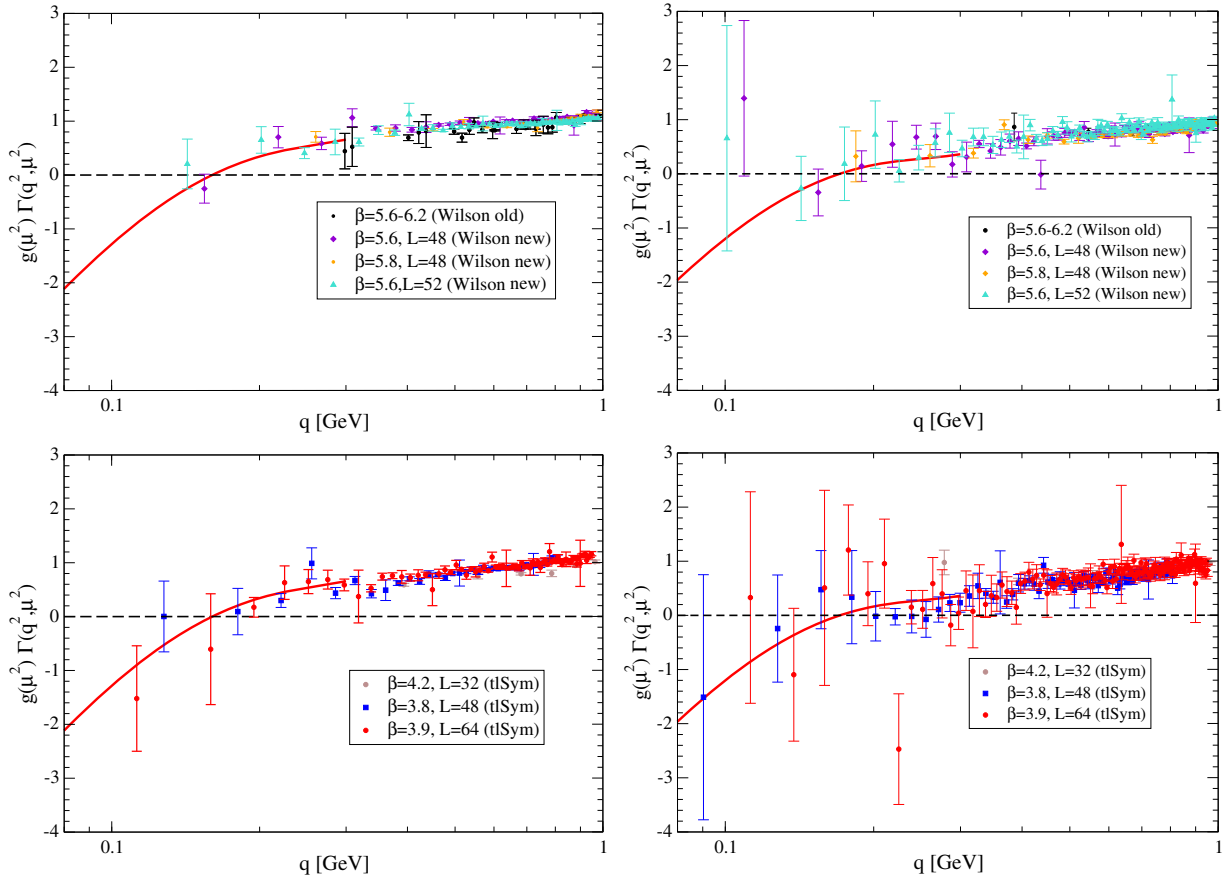 3
2
1
0
-1
-2
-3
-4
g(μ²) Γ(q²,μ²)
β=5.6-6.2 (Wilson old)
β=5.6, L=48 (Wilson new)
β=5.8, L=48 (Wilson new)
β=5.6,L=52 (Wilson new)
0.1
1
q [GeV]
3
2
1
0
-1
-2
-3
-4
g(μ²) Γ(q²,μ²)
β=5.6-6.2 (Wilson old)
β=5.6, L=48 (Wilson new)
β=5.8, L=48 (Wilson new)
β=5.6, L=52 (Wilson new)
0.1
1
q [GeV]
3
2
1
0
-1
-2
-3
-4
g(μ²) Γ(q²,μ²)
β=4.2, L=32 (tlSym)
β=3.8, L=48 (tlSym)
β=3.9, L=64 (tlSym)
0.1
1
q [GeV]
3
2
1
0
-1
-2
-3
-4
g(μ²) Γ(q²,μ²)
β=4.2, L=32 (tlSym)
β=3.8, L=48 (tlSym)
β=3.9, L=64 (tlSym)
0.1
1
q [GeV]